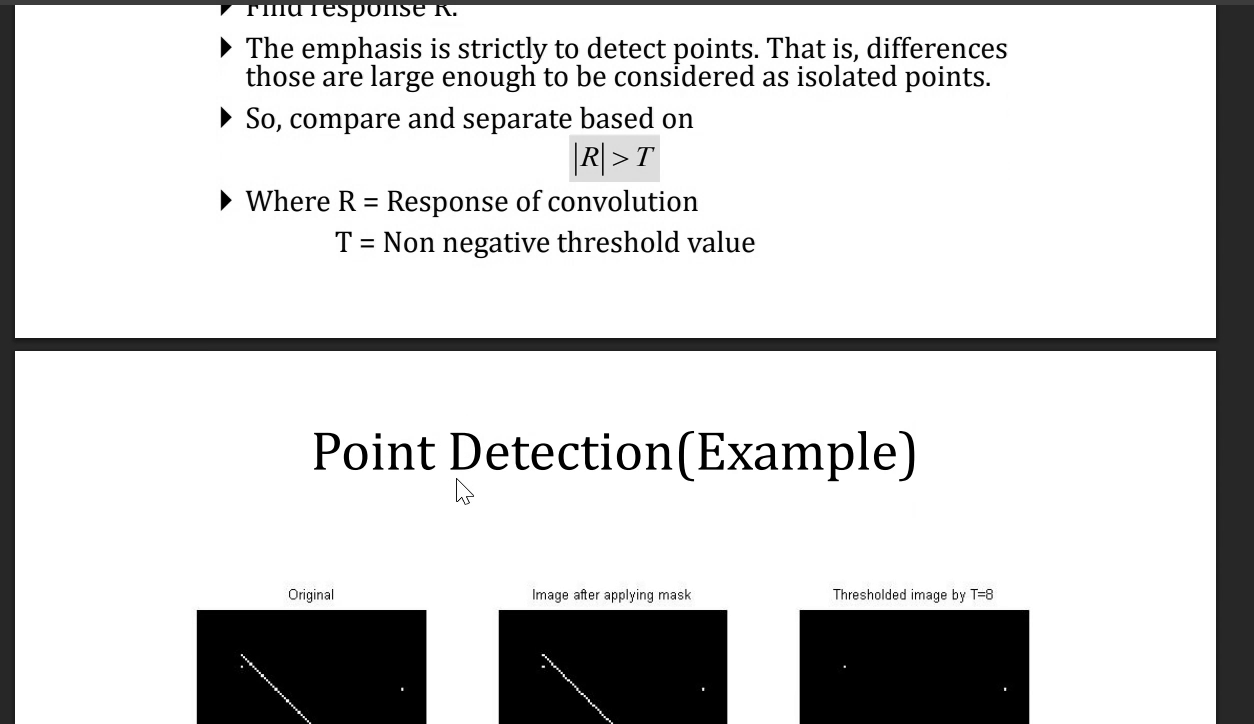 Find response R.
The emphasis is strictly to detect points. That is, differences
those are large enough to be considered as isolated points.
So, compare and separate based on
|R| > T
Where R = Response of convolution
T = Non negative threshold value
Point Detection(Example)
Original
Image after applying mask
Thresholded image by T=8